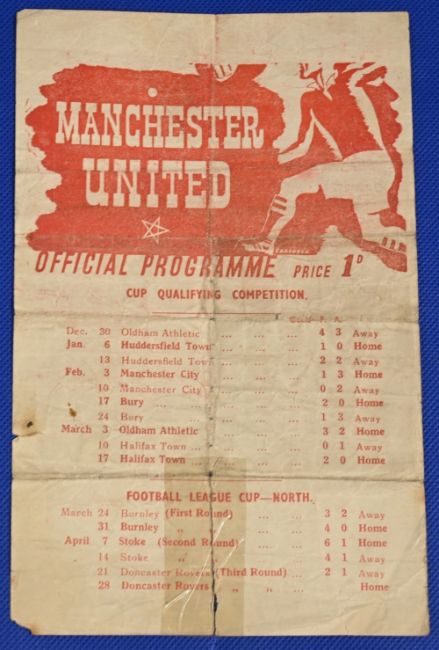 MANCHESTER
UNITED
OFFICIAL PROGRAMME PRICE 1D
CUP QUALIFYING COMPETITION.
F. A.
Dec. 30 Oldham Athletic ... ... ... 4 3 Away
Jan. 6 Huddersfield Town ... ... ... 1 0 Home
13 Huddersfield Town ... ... ... 2 2 Away
Feb. 3 Manchester City ... ... ... 1 3 Home
10 Manchester City ... ... ... 0 2 Away
17 Bury ... ... ... ... 2 0 Home
24 Bury ... ... ... ... 1 3 Away
March 3 Oldham Athletic ... ... ... 3 2 Home
10 Halifax Town ... ... ... ... 0 1 Away
17 Halifax Town ... ... ... ... 2 0 Home
FOOTBALL LEAGUE CUP—NORTH.
March 24 Burnley (First Round) ... ... 3 2 Away
31 Burnley " " ... ... 4 0 Home
April 7 Stoke (Second Round) ... ... 6 1 Home
14 Stoke " " ... ... 4 1 Away
21 Doncaster Rovers (Third Round) ... 2 1 Away
28 Doncaster Rovers " " ... Home